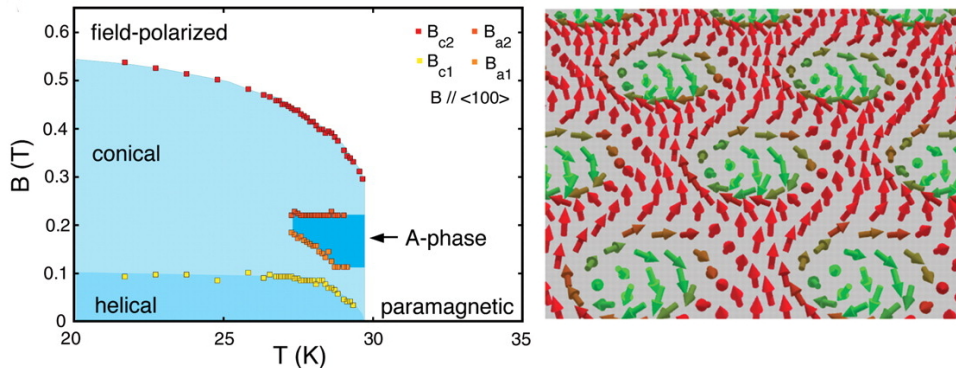 0.6
0.5
0.4
0.3
0.2
0.1
0
B (T)
field-polarized
conical
helical
B_c2
B_c1
B_a2
B_a1
B // <100>
A-phase
paramagnetic
20
25
30
35
T (K)